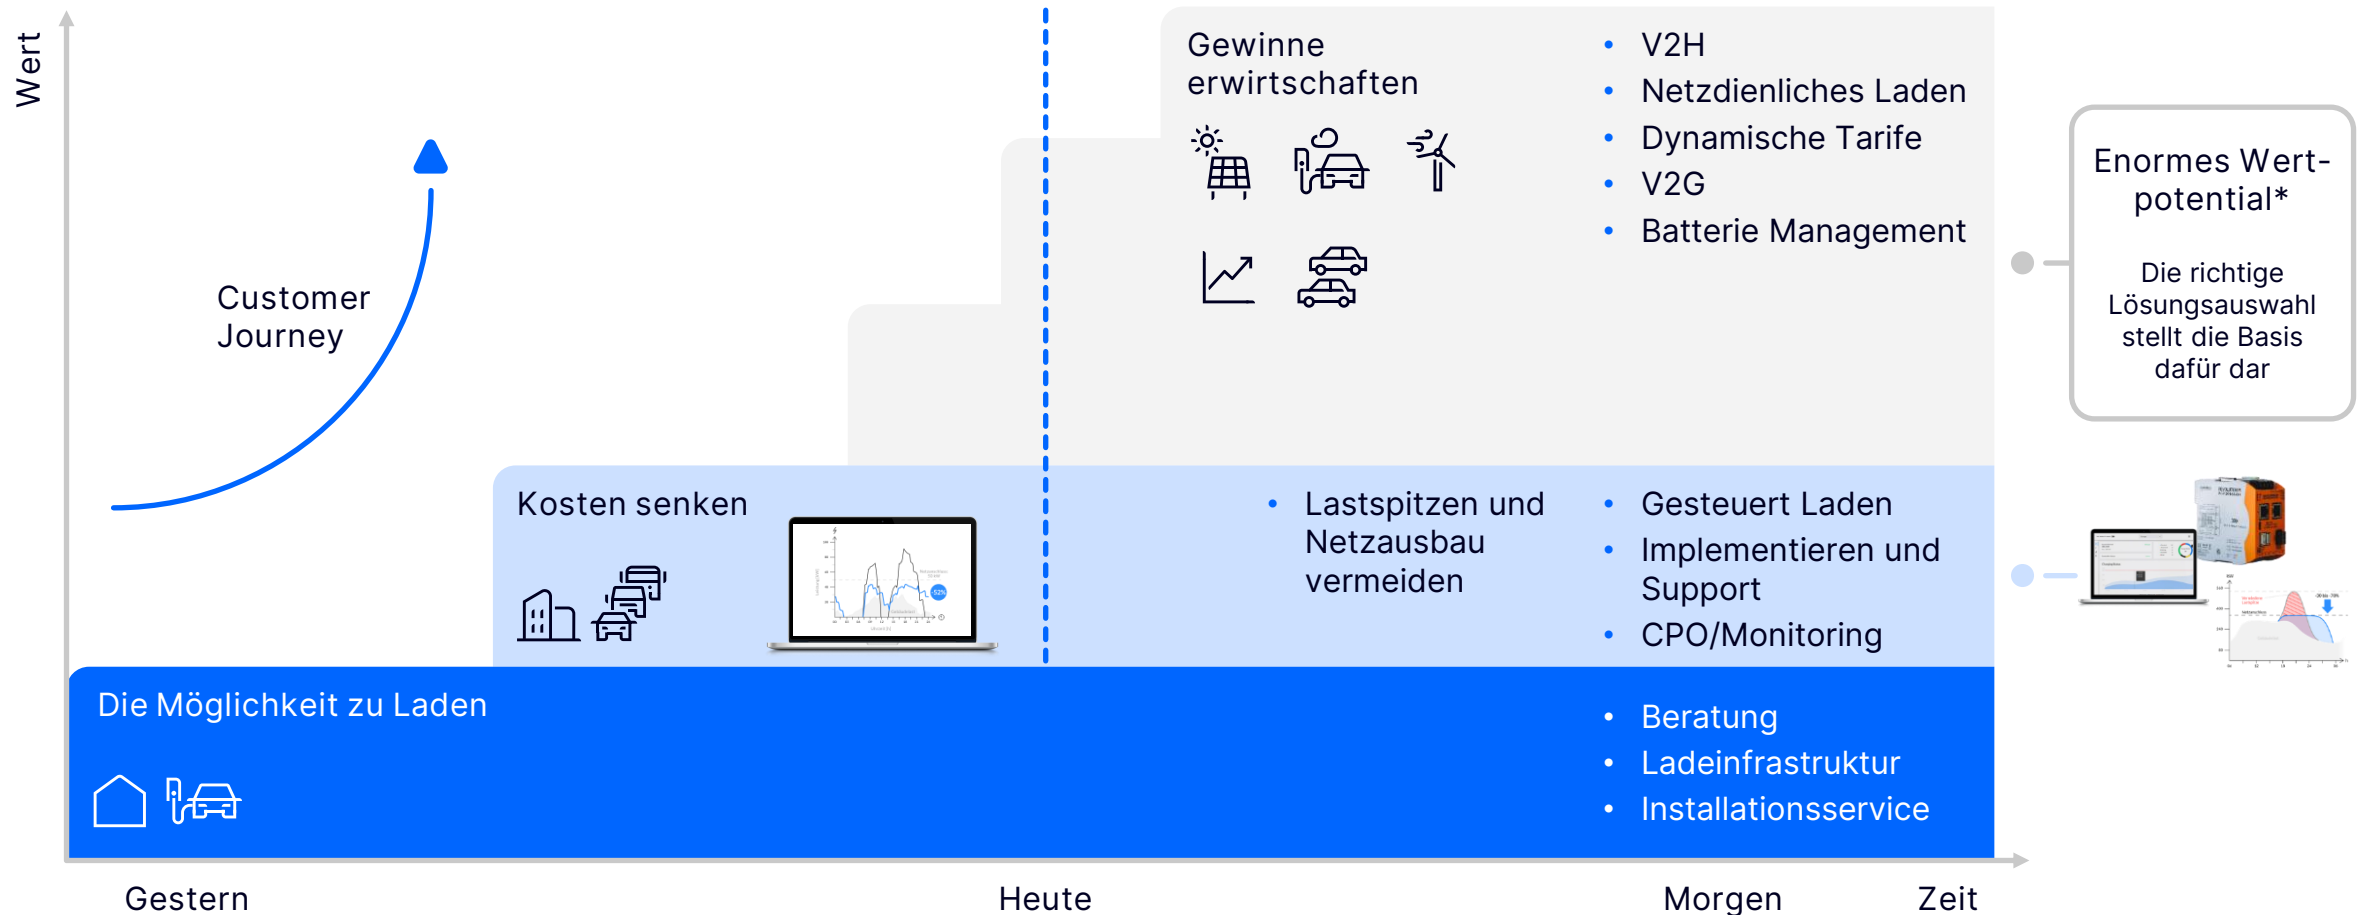 Wert
Customer
Journey
Gewinne
erwirtschaften
• V2H
• Netzdienliches Laden
• Dynamische Tarife
• V2G
• Batterie Management
Enormes Wert-
potential*
Die richtige
Lösungsauswahl
stellt die Basis
dafür dar
Kosten senken
-52%
• Lastspitzen und
Netzausbau
vermeiden
• Gesteuert Laden
• Implementieren und
Support
• CPO/Monitoring
Die Möglichkeit zu Laden
• Beratung
• Ladeinfrastruktur
• Installationsservice
Gestern
Heute
Morgen
Zeit